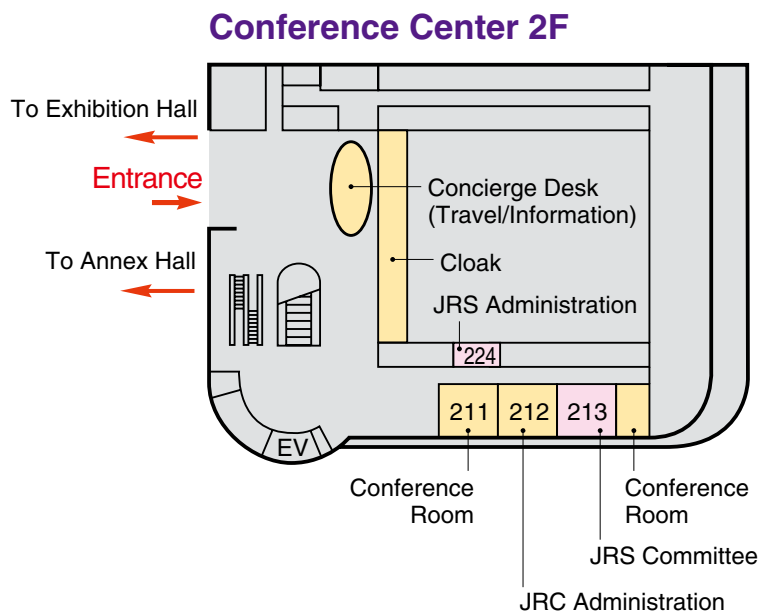 Conference Center 2F
To Exhibition Hall
Entrance
Concierge Desk
(Travel/Information)
To Annex Hall
Cloak
JRS Administration
224
211
212
213
EV
Conference
Room
Conference
Room
JRS Committee
JRC Administration